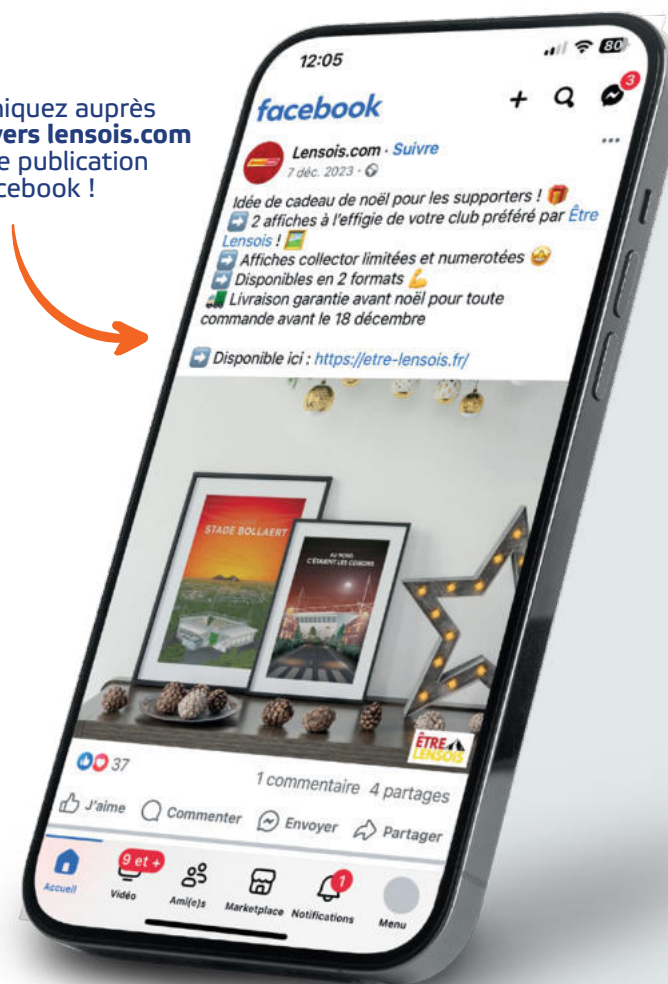 niquez auprès
vers lensois.com
e publication
cebook !
12:05
80
facebook
3
Lensois.com · Suivre
7 déc. 2023 ·
Idée de cadeau de noël pour les supporters ! 🎁
➡️ 2 affiches à l'effigie de votre club préféré par Être
Lensois ! 🖼️
➡️ Affiches collector limitées et numerotées 🤩
➡️ Disponibles en 2 formats 💪
🚚 Livraison garantie avant noël pour toute
commande avant le 18 décembre
➡️ Disponible ici : https://etre-lensois.fr/
STADE BOLLAERT
AU NORD,
C'ÉTAIENT LES CORONS
ÊTRE
LENSOIS
37
1 commentaire 4 partages
J'aime Commenter Envoyer Partager
9 et +
1
Accueil Vidéo Ami(e)s Marketplace Notifications Menu